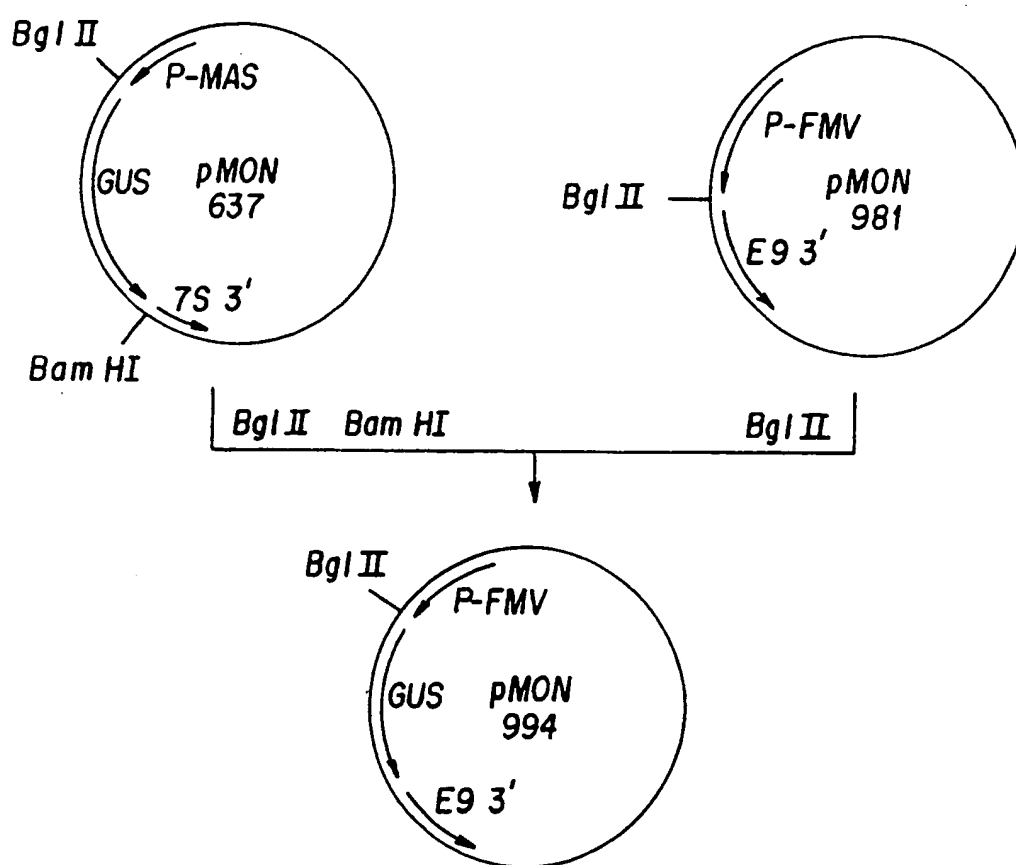 Bgl II
P-MAS
GUS
pMON
637
7S 3'
Bam HI
P-FMV
Bgl II
pMON
981
E9 3'
Bgl II Bam HI
Bgl II
Bgl II
P-FMV
GUS
pMON
994
E9 3'